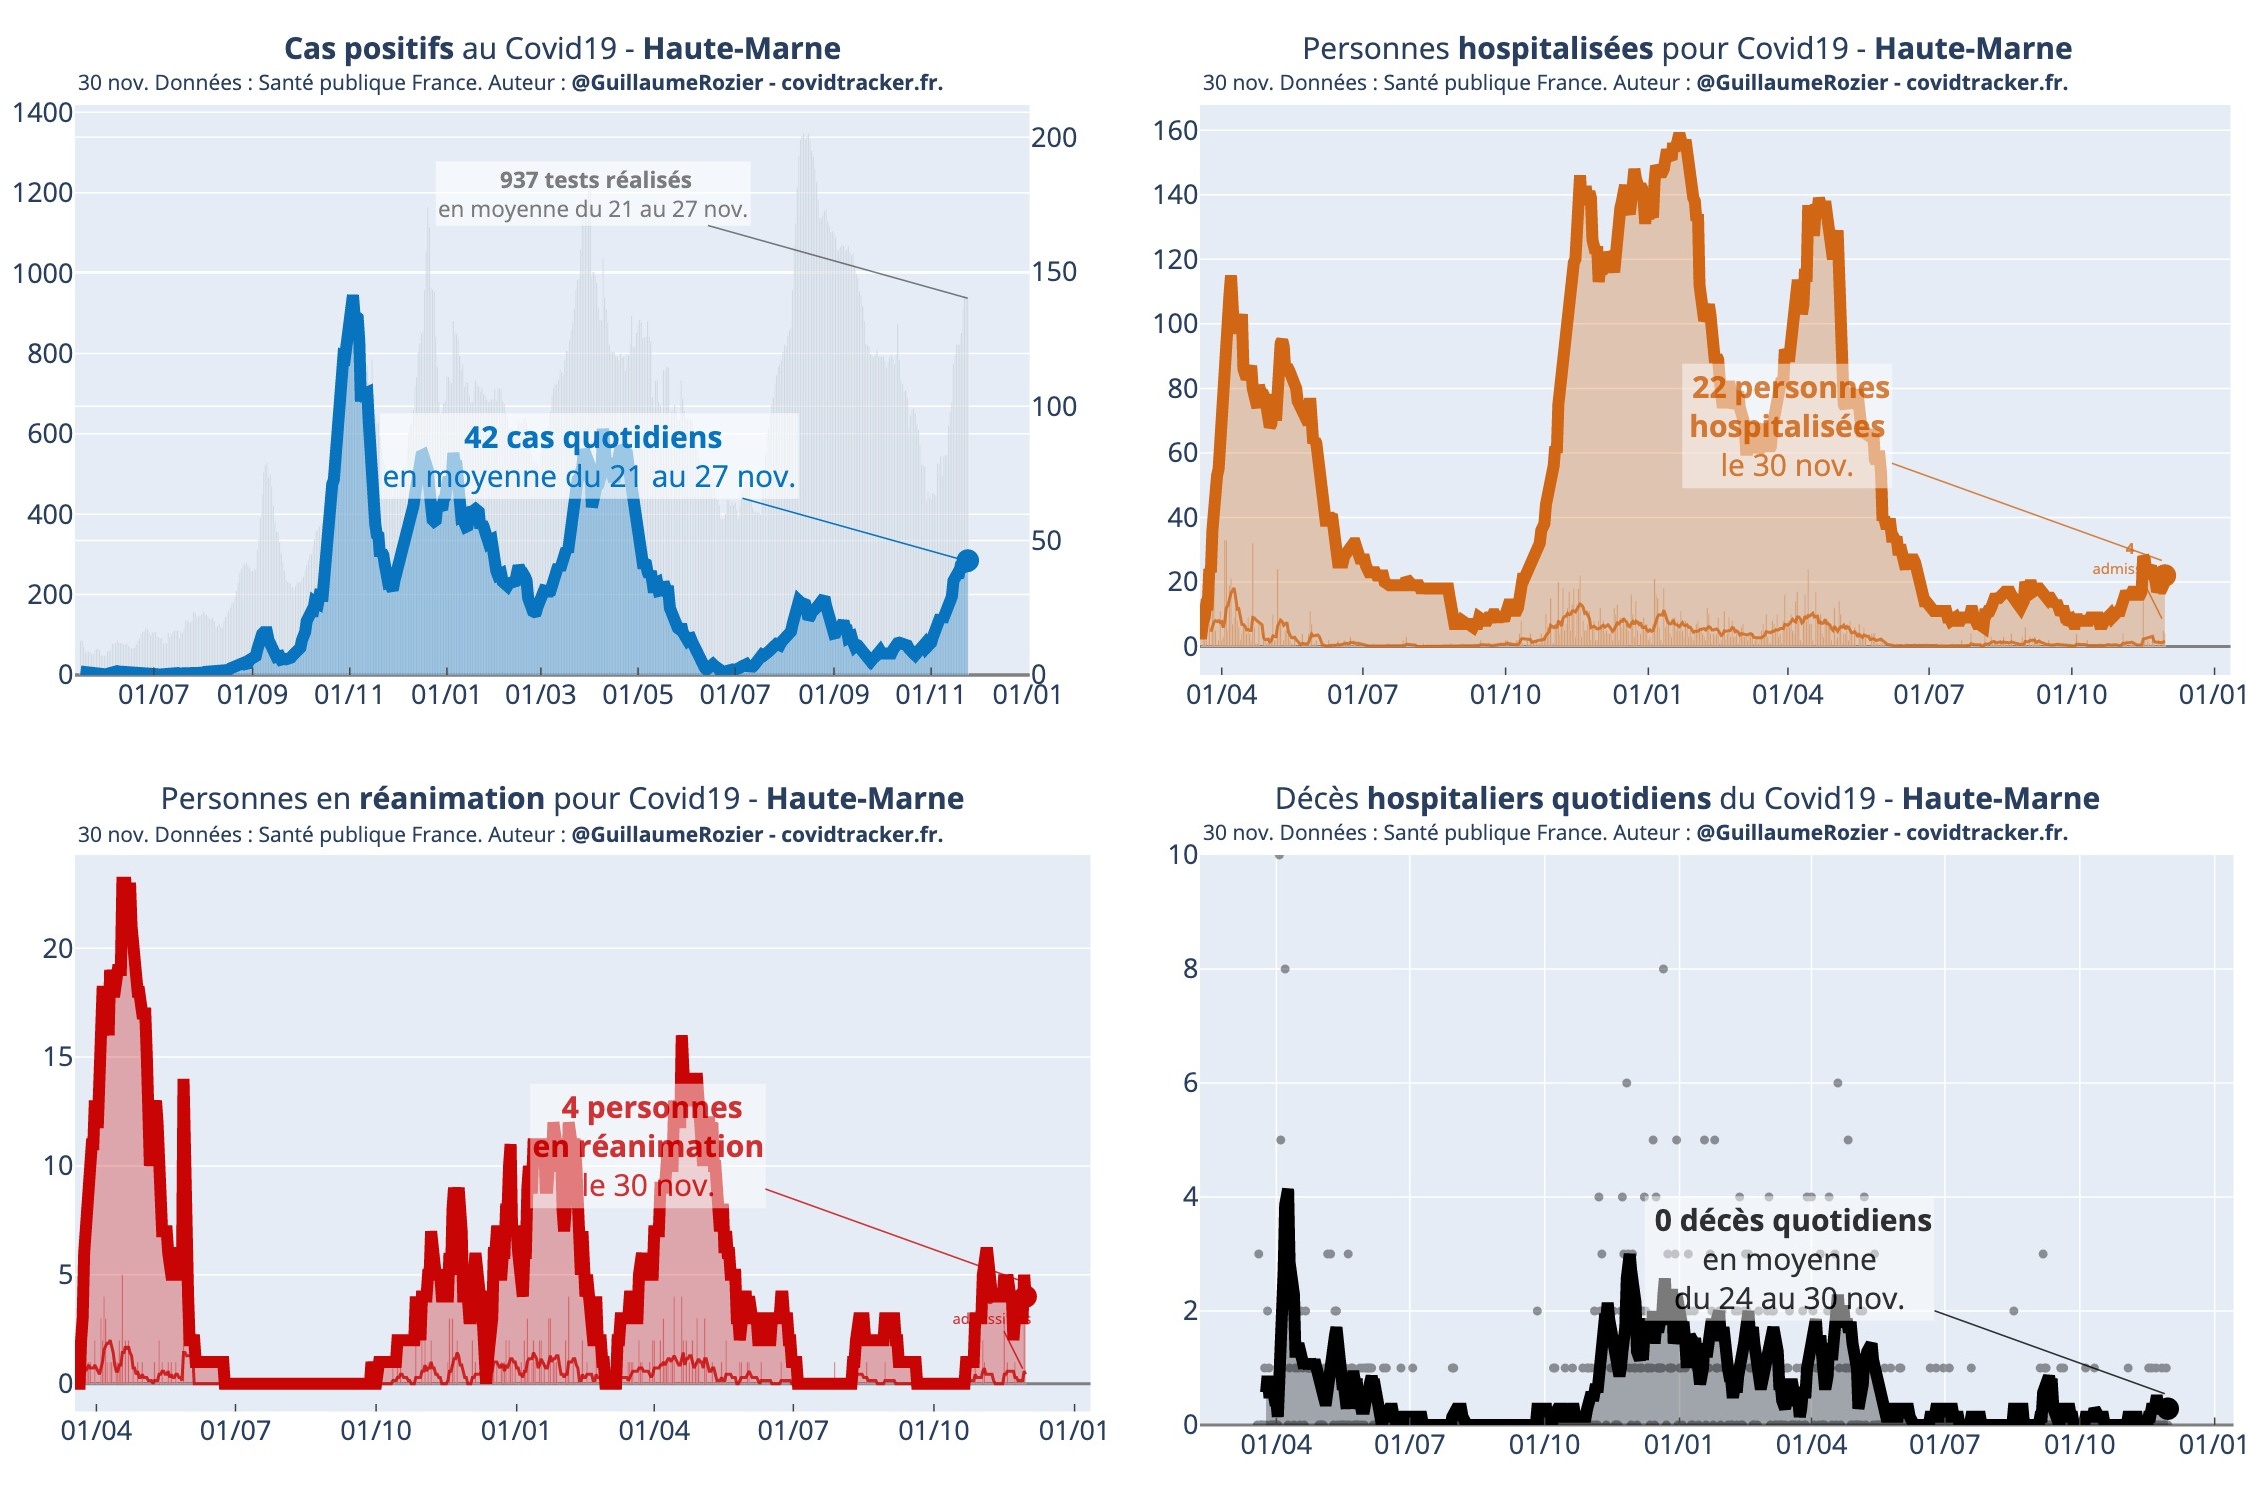 Cas positifs au Covid19 - Haute-Marne
30 nov. Données : Santé publique France. Auteur : @GuillaumeRozier - covidtracker.fr.
1400
1200
1000
800
600
400
200
0
200
150
100
50
0
937 tests réalisés
en moyenne du 21 au 27 nov.
42 cas quotidiens
en moyenne du 21 au 27 nov.
01/07 01/09 01/11 01/01 01/03 01/05 01/07 01/09 01/11 01/01
Personnes hospitalisées pour Covid19 - Haute-Marne
30 nov. Données : Santé publique France. Auteur : @GuillaumeRozier - covidtracker.fr.
160
140
120
100
80
60
40
20
0
22 personnes
hospitalisées
le 30 nov.
4
01/04 01/07 01/10 01/01 01/04 01/07 01/10 01/01
Personnes en réanimation pour Covid19 - Haute-Marne
30 nov. Données : Santé publique France. Auteur : @GuillaumeRozier - covidtracker.fr.
20
15
10
5
0
4 personnes
en réanimation
le 30 nov.
01/04 01/07 01/10 01/01 01/04 01/07 01/10 01/01
Décès hospitaliers quotidiens du Covid19 - Haute-Marne
30 nov. Données : Santé publique France. Auteur : @GuillaumeRozier - covidtracker.fr.
10
8
6
4
2
0
0 décès quotidiens
en moyenne
du 24 au 30 nov.
01/04 01/07 01/10 01/01 01/04 01/07 01/10 01/01